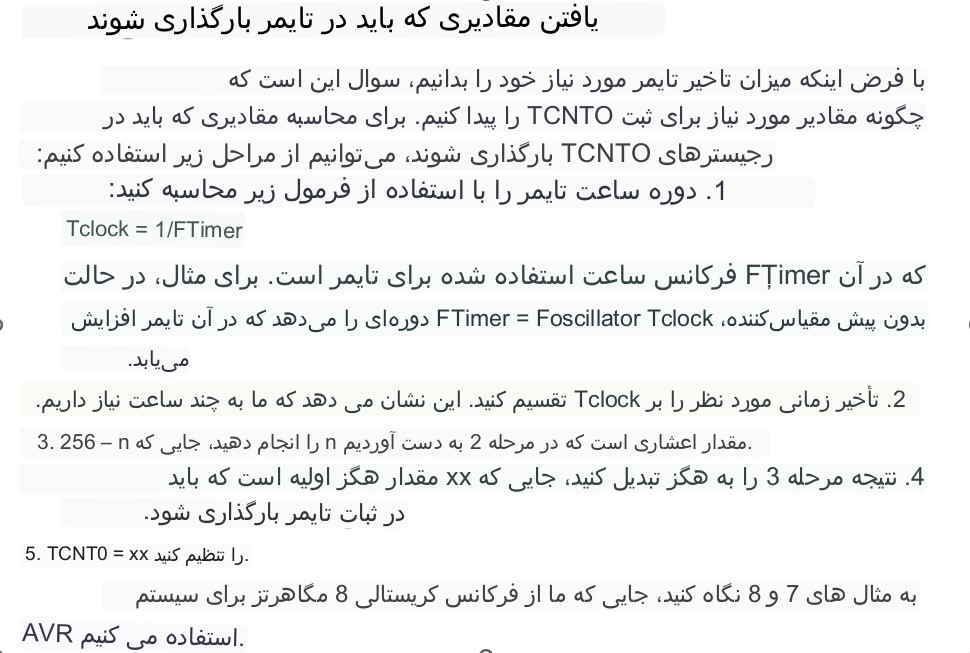 یافتن مقادیری که باید در تایمر بارگذاری شوند
با فرض اینکه میزان تاخیر تایمر مورد نیاز خود را بدانیم، سوال این است که
چگونه مقادیر مورد نیاز برای ثبت TCNTO را پیدا کنیم. برای محاسبه مقادیری که باید در
رجیسترهای TCNTO بارگذاری شوند، می‌توانیم از مراحل زیر استفاده کنیم:
1. دوره ساعت تایمر را با استفاده از فرمول زیر محاسبه کنید:
Tclock = 1/FTimer
که در آن FTimer فرکانس ساعت استفاده شده برای تایمر است. برای مثال، در حالت
بدون پیش مقیاس‌کننده، FTimer = Foscillator Tclock دوره‌ای را می‌دهد که در آن تایمر افزایش
می‌یابد.
2. تأخیر زمانی مورد نظر را بر Tclock تقسیم کنید. این نشان می دهد که ما به چند ساعت نیاز داریم.
3. 256 – n را انجام دهید، جایی که n مقدار اعشاری است که در مرحله 2 به دست آوردیم.
4. نتیجه مرحله 3 را به هگز تبدیل کنید، جایی که xx مقدار هگز اولیه است که باید
در ثبات تایمر بارگذاری شود.
5. TCNT0 = xx را تنظیم کنید.
به مثال های 7 و 8 نگاه کنید، جایی که ما از فرکانس کریستالی 8 مگاهرتز برای سیستم
AVR استفاده می کنیم.